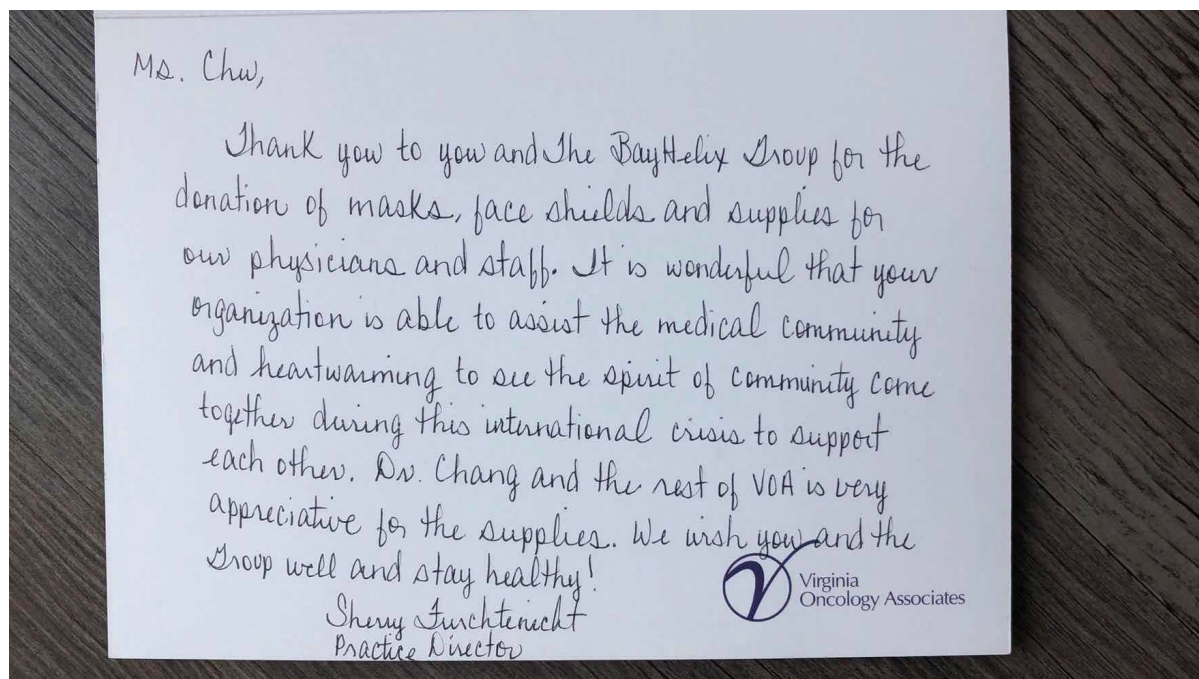 Ms. Chu,
Thank you to you and The BayHelix Group for the
donation of masks, face shields and supplies for
our physicians and staff. It is wonderful that your
organization is able to assist the medical community
and heartwarming to see the spirit of community come
together during this international crisis to support
each other. Dr. Chang and the rest of VOA is very
appreciative for the supplies. We wish you and the
Group well and stay healthy!
Sherry Furchtenicht
Practice Director
Virginia
Oncology Associates